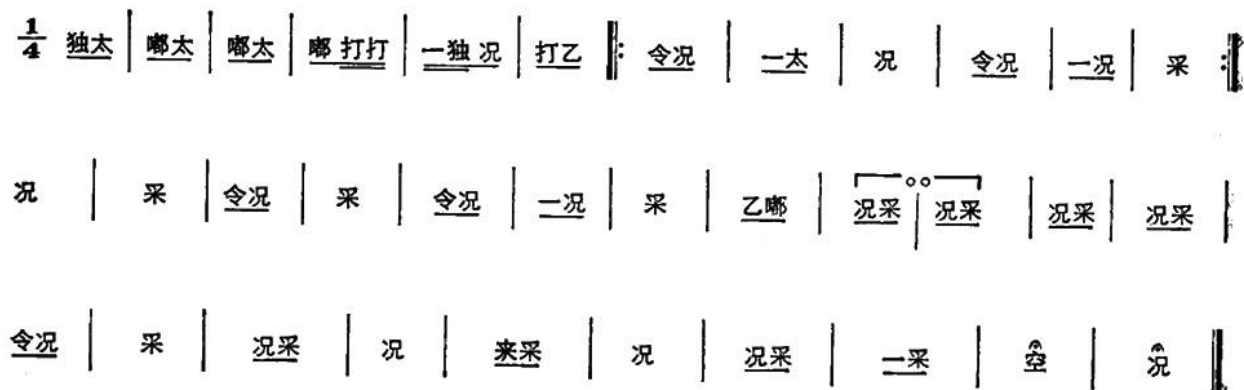 1/4 独太 | 嘟太 | 嘟太 | 嘟 打打 | 一独 况 | 打乙 ‖: 令况 | 一太 | 况 | 令况 | 一况 | 采 :‖
况 | 采 | 令况 | 采 | 令况 | 一况 | 采 | 乙嘟 | 况采 | 况采 | 况采 | 况采 |
令况 | 采 | 况采 | 况 | 来采 | 况 | 况采 | 一采 | 空 | 况 ‖